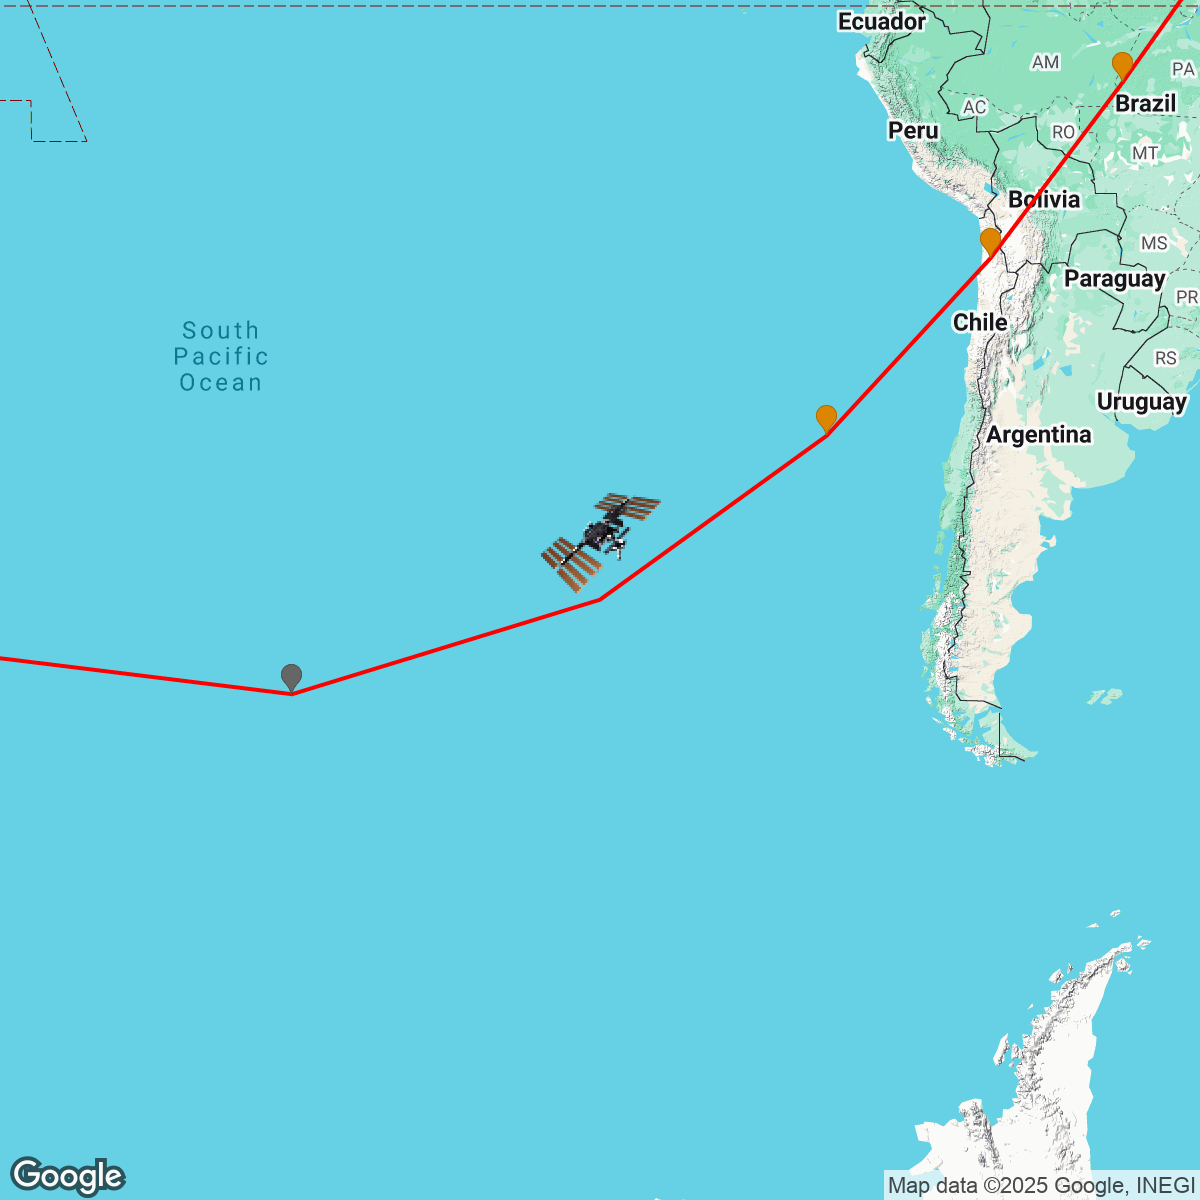 Ecuador
AM
PA
Brazil
AC
Peru
RO
MT
Bolivia
MS
Paraguay
PR
Chile
South
Pacific
Ocean
RS
Uruguay
Argentina
Google
Map data ©2025 Google, INEGI